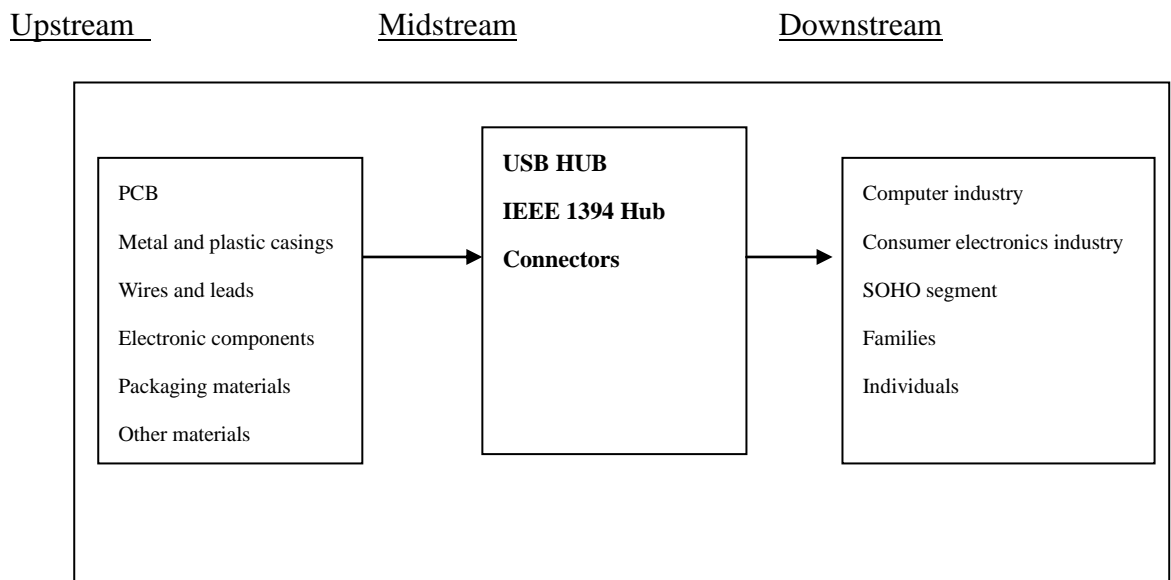 Upstream
Midstream
Downstream
PCB
Metal and plastic casings
Wires and leads
Electronic components
Packaging materials
Other materials
USB HUB
IEEE 1394 Hub
Connectors
Computer industry
Consumer electronics industry
SOHO segment
Families
Individuals